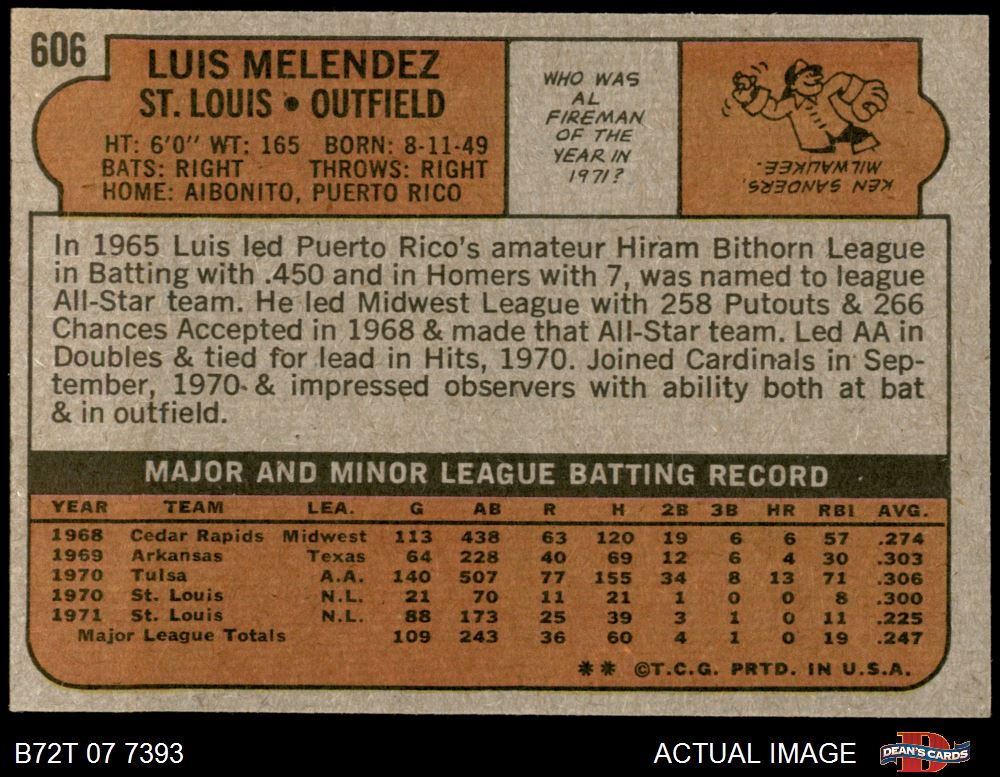 606
LUIS MELENDEZ
ST. LOUIS • OUTFIELD
HT: 6'0" WT: 165 BORN: 8-11-49
BATS: RIGHT THROWS: RIGHT
HOME: AIBONITO, PUERTO RICO
WHO WAS
AL
FIREMAN
OF THE
YEAR IN
1971?
KEN SANDERS,
MILWAUKEE.
In 1965 Luis led Puerto Rico's amateur Hiram Bithorn League
in Batting with .450 and in Homers with 7, was named to league
All-Star team. He led Midwest League with 258 Putouts & 266
Chances Accepted in 1968 & made that All-Star team. Led AA in
Doubles & tied for lead in Hits, 1970. Joined Cardinals in Sep-
tember, 1970 & impressed observers with ability both at bat
& in outfield.
MAJOR AND MINOR LEAGUE BATTING RECORD
YEAR TEAM LEA. G AB R H 2B 3B HR RBI AVG.
1968 Cedar Rapids Midwest 113 438 63 120 19 6 6 57 .274
1969 Arkansas Texas 64 228 40 69 12 6 4 30 .303
1970 Tulsa A.A. 140 507 77 155 34 8 13 71 .306
1970 St. Louis N.L. 21 70 11 21 1 0 0 8 .300
1971 St. Louis N.L. 88 173 25 39 3 1 0 11 .225
Major League Totals 109 243 36 60 4 1 0 19 .247
** ©T.C.G. PRTD. IN U.S.A.
B72T 07 7393
ACTUAL IMAGE
DEAN'S CARDS